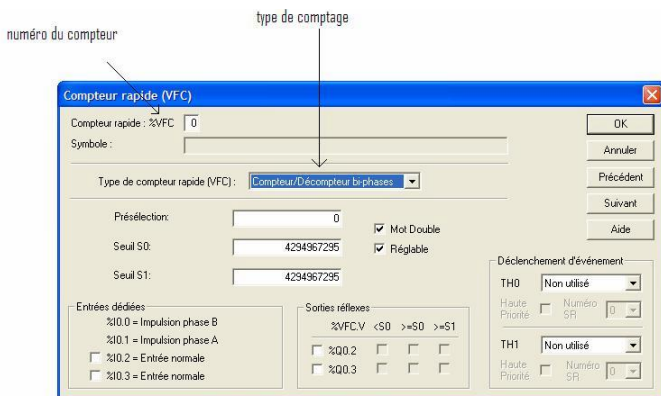 type de comptage
numéro du compteur
Compteur rapide (VFC)
Compteur rapide : %VFC 0
OK
Symbole :
Annuler
Type de compteur rapide (VFC) : Compteur/Décompteur bi-phases
Précédent
Suivant
Présélection: 0
Mot Double
Aide
Seuil S0: 4294967295
Réglable
Seuil S1: 4294967295
Déclenchement d'événement
TH0 Non utilisé
Haute Priorité Numéro SR 0
TH1 Non utilisé
Haute Priorité Numéro SR 0
Entrées dédiées
%I0.0 = Impulsion phase B
%I0.1 = Impulsion phase A
%I0.2 = Entrée normale
%I0.3 = Entrée normale
Sorties réflexes
%VFC.V <S0 >=S0 >=S1
%Q0.2
%Q0.3